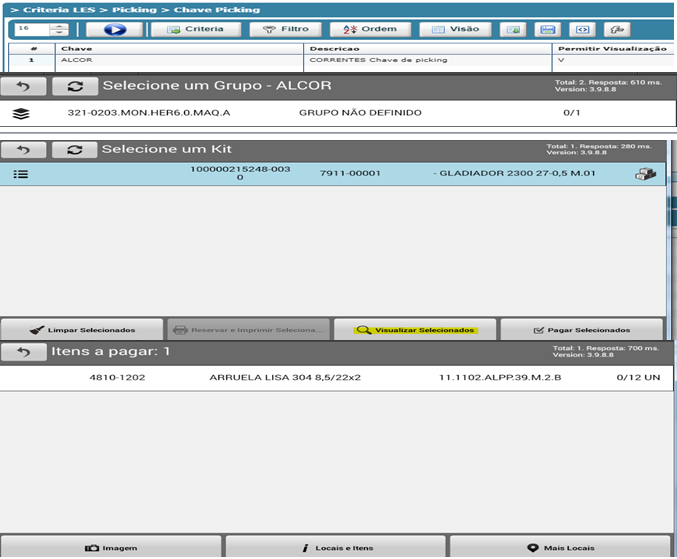 > Criteria LES > Picking > Chave Picking
16 Criteria Filtro Ordem Visão
# Chave Descricao Permitir Visualização
1 ALCOR CORRENTES Chave de picking V
Selecione um Grupo - ALCOR
Total: 2. Resposta: 610 ms.
Version: 3.9.8.8
321-0203.MON.HER6.0.MAQ.A GRUPO NÃO DEFINIDO 0/1
Selecione um Kit
Total: 1. Resposta: 280 ms.
Version: 3.9.8.8
100000215248-003
0
7911-00001 - GLADIADOR 2300 27-0,5 M.01
Limpar Selecionados Reservar e Imprimir Seleciona... Visualizar Selecionados Pagar Selecionados
Itens a pagar: 1
Total: 1. Resposta: 700 ms.
Version: 3.9.8.8
4810-1202 ARRUELA LISA 304 8,5/22x2 11.1102.ALPP.39.M.2.B 0/12 UN
Imagem Locais e Itens Mais Locais